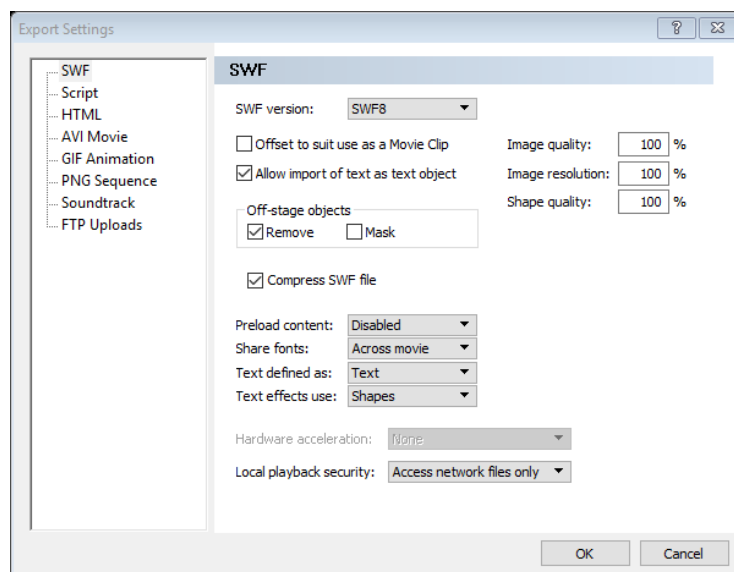 Export Settings
SWF
Script
HTML
AVI Movie
GIF Animation
PNG Sequence
Soundtrack
FTP Uploads
SWF
SWF version: SWF8
Offset to suit use as a Movie Clip
Allow import of text as text object
Image quality: 100 %
Image resolution: 100 %
Shape quality: 100 %
Off-stage objects
Remove Mask
Compress SWF file
Preload content: Disabled
Share fonts: Across movie
Text defined as: Text
Text effects use: Shapes
Hardware acceleration: None
Local playback security: Access network files only
OK Cancel